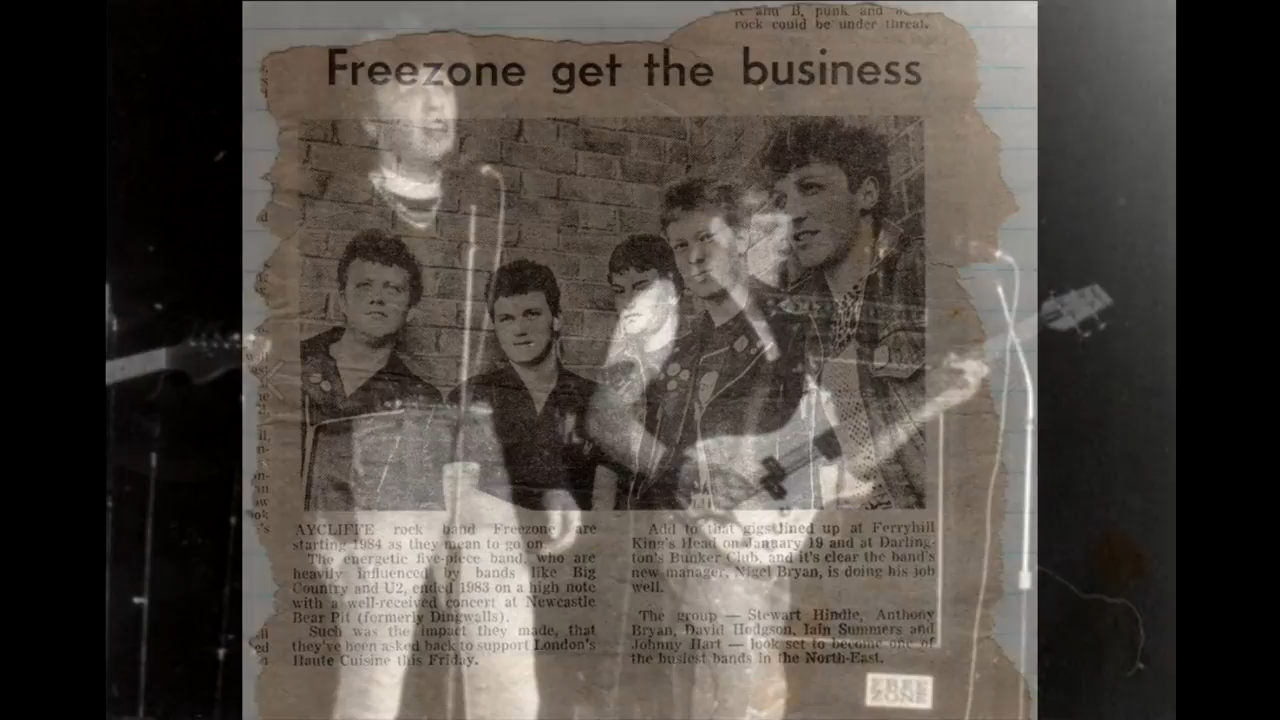 and B, punk and
rock could be under threat.
Freezone get the business
AYCLIFFE rock band Freezone are
starting 1984 as they mean to go on.
The energetic five-piece band, who are
heavily influenced by bands like Big
Country and U2, ended 1983 on a high note
with a well-received concert at Newcastle
Bear Pit (formerly Dingwalls).
Such was the impact they made, that
they've been asked back to support London's
Haute Cuisine this Friday.
Add to that gigs lined up at Ferryhill
King's Head on January 19 and at Darling-
ton's Bunker Club, and it's clear the band's
new manager, Nigel Bryan, is doing his job
well.
The group — Stewart Hindle, Anthony
Bryan, David Hodgson, Iain Summers and
Johnny Hart — look set to become one of
the busiest bands in the North-East.
FREE
ZONE